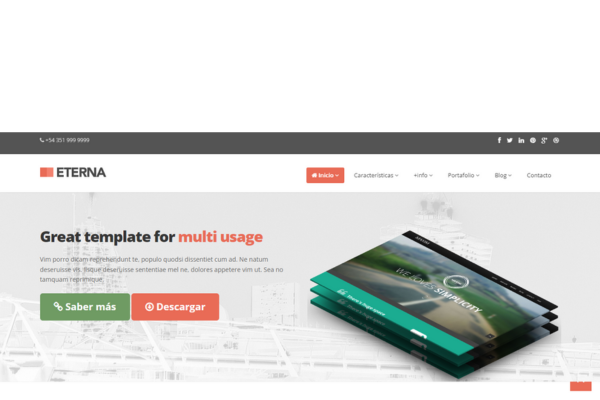 +54 351 999 9999
ETERNA
Inicio
Características
+info
Portafolio
Blog
Contacto
Great template for multi usage
Vim porro dicam reprehendunt te, populo quodsi dissentiet cum ad. Ne natum
deseruisse vis. Iisque deseruisse sententiae mel ne, dolores appetere vim ut. Sea no
tamquam reprimique.
Saber más
Descargar
WE
SIMPLICITY